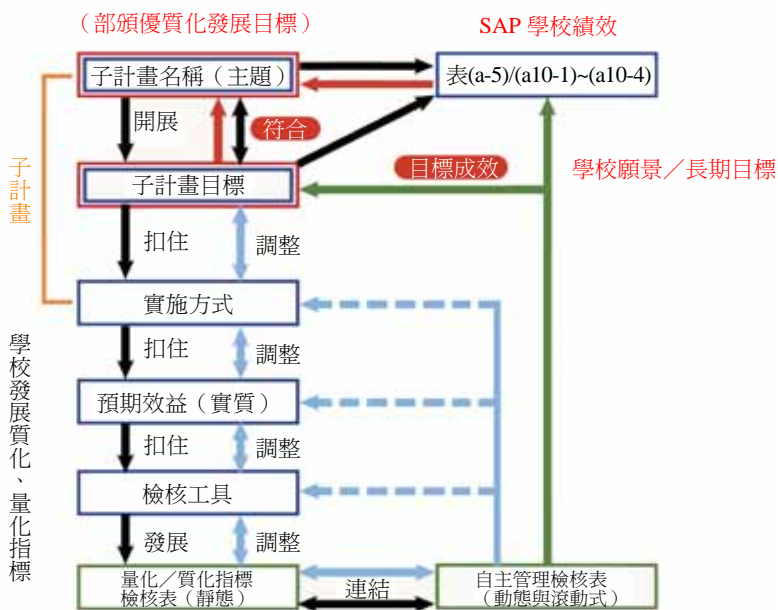 (部頒優質化發展目標)
SAP 學校績效
子計畫名稱（主題）
表(a-5)/(a10-1)~(a10-4)
開展
符合
子計畫
目標成效
學校願景／長期目標
子計畫目標
扣住
調整
實施方式
學校發展質化、量化指標
扣住
調整
預期效益（實質）
扣住
調整
檢核工具
發展
調整
量化／質化指標
檢核表（靜態）
連結
自主管理檢核表
（動態與滾動式）